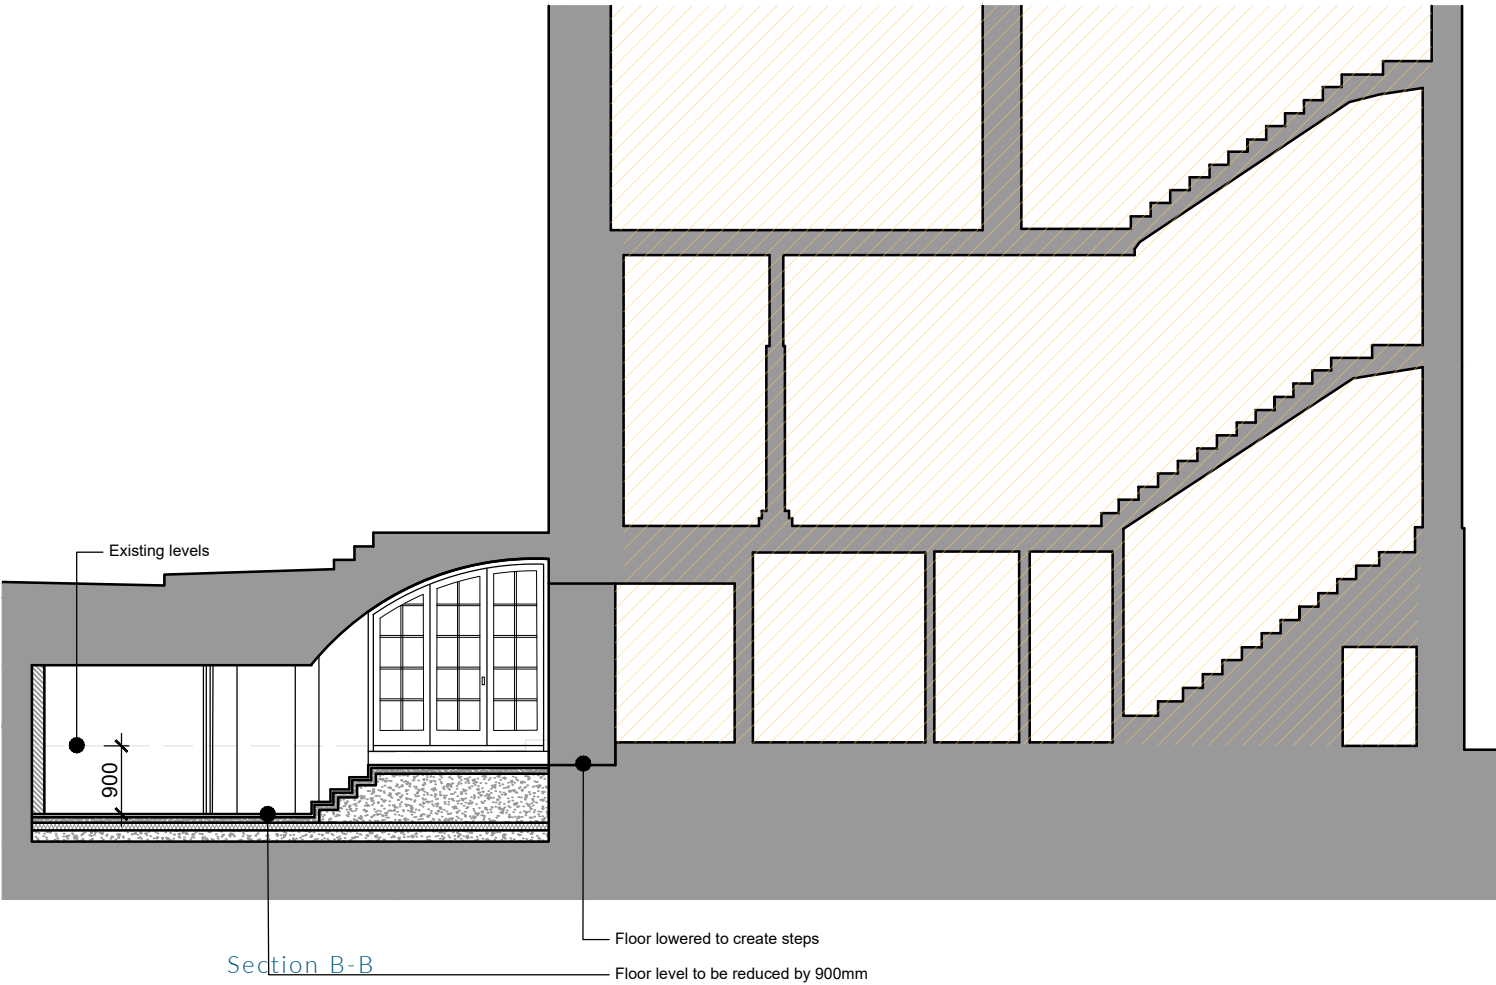 Existing levels
900
Floor lowered to create steps
Section B-B
Floor level to be reduced by 900mm